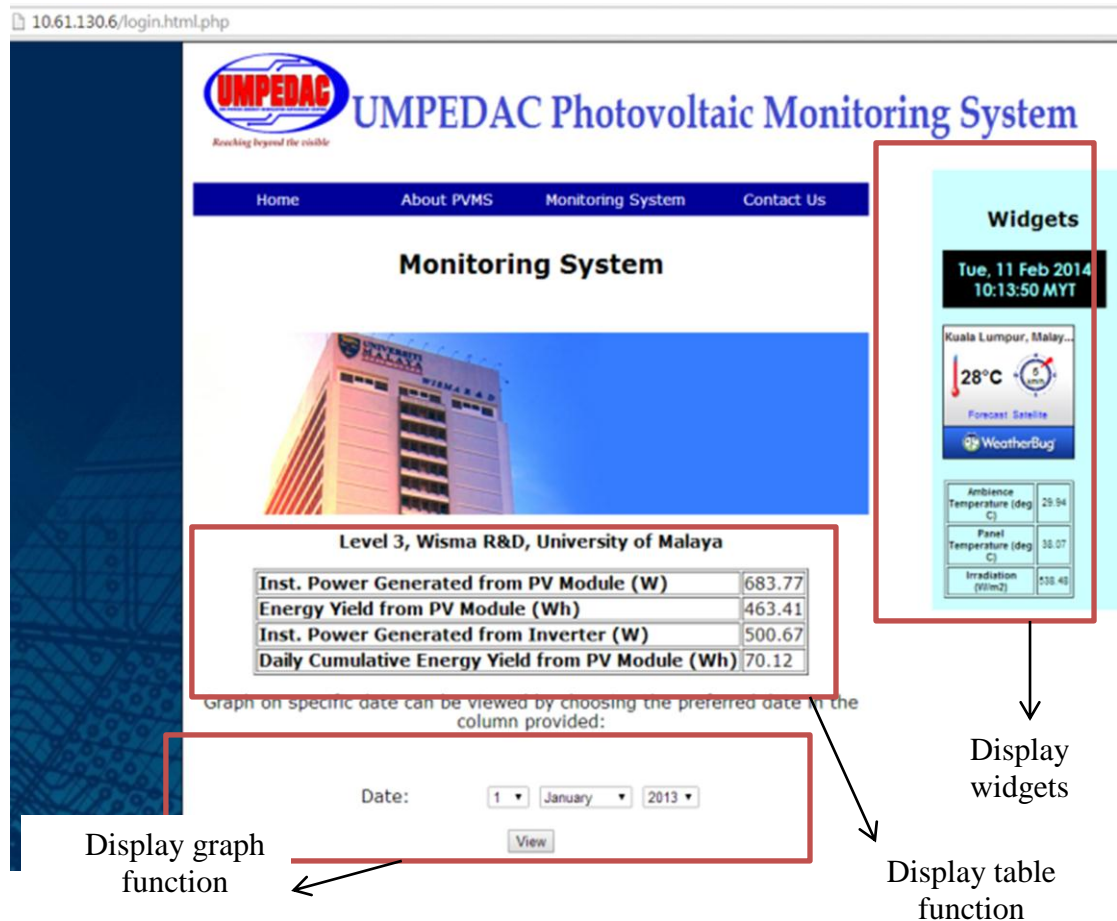 10.61.130.6/login.html.php
UMPEDAC
Reaching beyond the visible
UMPEDAC Photovoltaic Monitoring System
Home About PVMS Monitoring System Contact Us
Monitoring System
UNIVERSITI
MALAYA
WISMA R & D
Level 3, Wisma R&D, University of Malaya
Inst. Power Generated from PV Module (W) 683.77
Energy Yield from PV Module (Wh) 463.41
Inst. Power Generated from Inverter (W) 500.67
Daily Cumulative Energy Yield from PV Module (Wh) 70.12
Graph on specific date can be viewed by choosing the preferred date in the
column provided:
Date: 1 January 2013
View
Widgets
Tue, 11 Feb 2014
10:13:50 MYT
Kuala Lumpur, Malay...
28°C 5
km/h
Forecast Satellite
WeatherBug
Ambience
Temperature (deg 29.94
C)
Panel
Temperature (deg 38.07
C)
Irradiation
(W/m2) 538.48
Display
widgets
Display graph
function
Display table
function